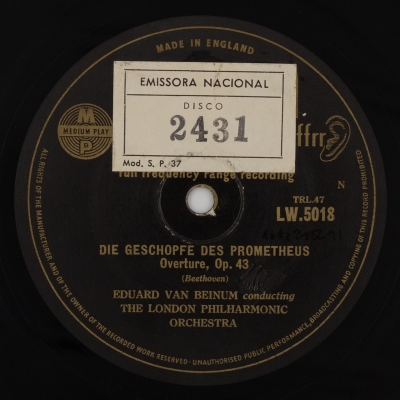 MADE IN ENGLAND
EMISSORA NACIONAL
DISCO
2431
Mod. S. P. 37
M
MEDIUM PLAY
P
ffrr
full frequency range recording
TRL.47
N
LW.5018
DIE GESCHOPFE DES PROMETHEUS
Overture, Op. 43
(Beethoven)
EDUARD VAN BEINUM conducting
THE LONDON PHILHARMONIC
ORCHESTRA
ALL RIGHTS OF THE MANUFACTURER AND OF THE OWNER OF THE RECORDED WORK RESERVED · UNAUTHORISED PUBLIC PERFORMANCE, BROADCASTING AND COPYING OF THIS RECORD PROHIBITED